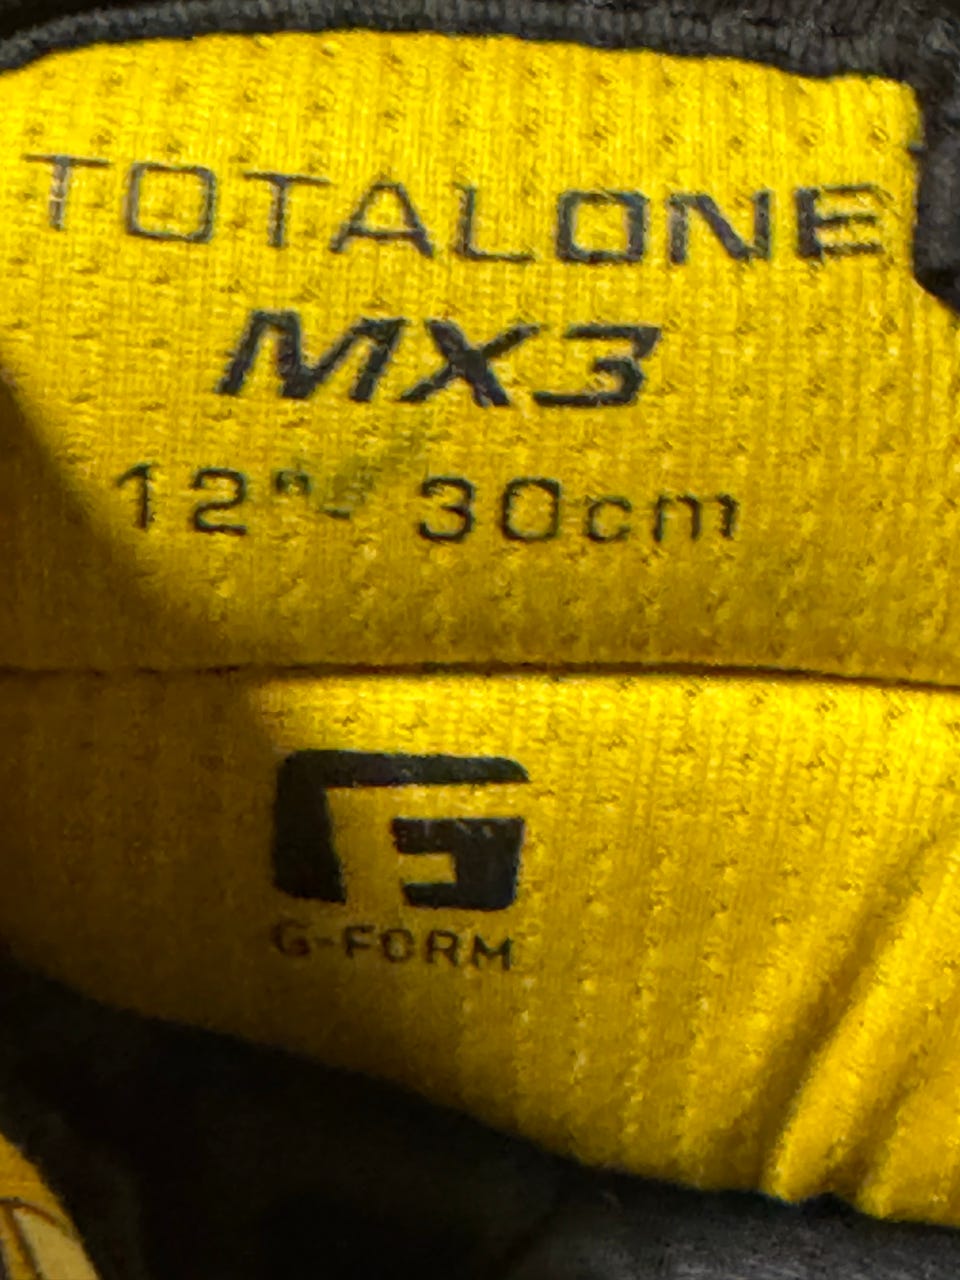 TOTALONE
MX3
12" - 30cm
G-FORM